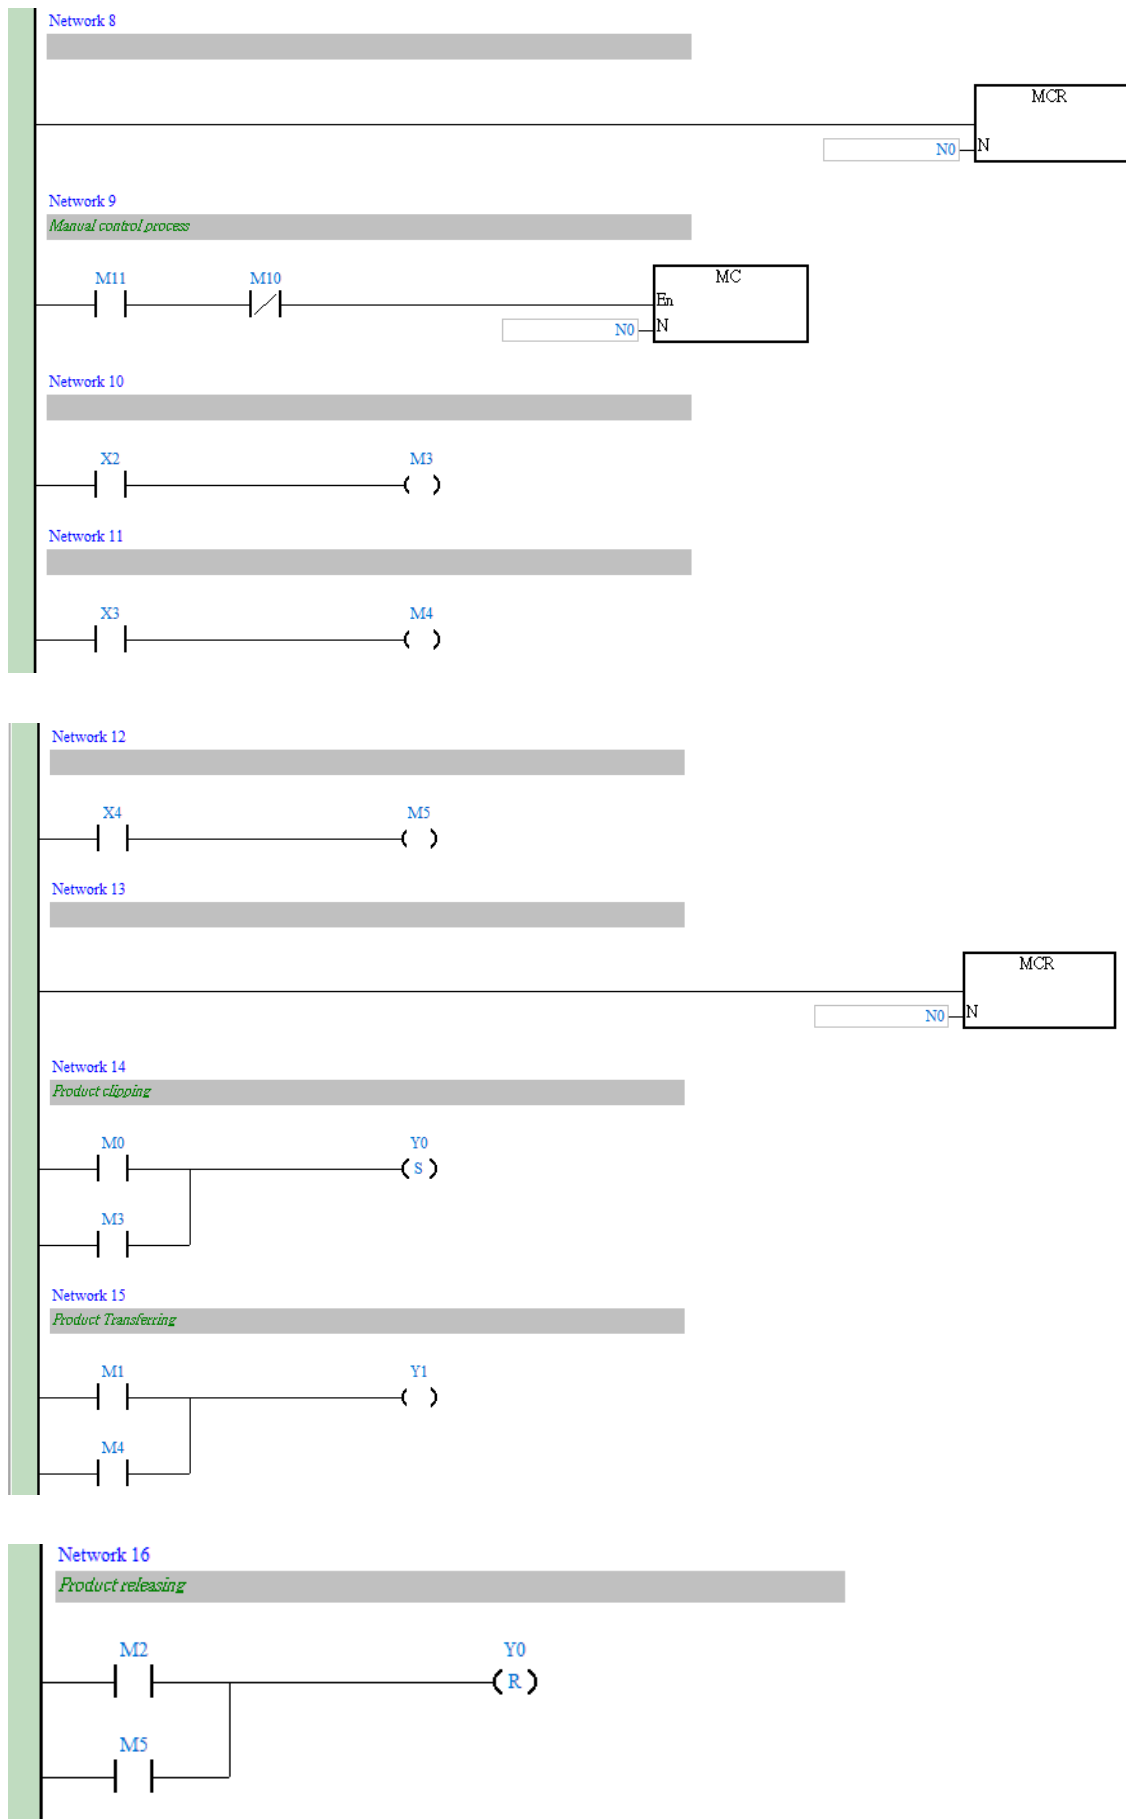 Network 8
MCR
N0 N
Network 9
Manual control process
M11 M10 MC
En
N0 N
Network 10
X2 M3
Network 11
X3 M4
Network 12
X4 M5
Network 13
MCR
N0 N
Network 14
Product clipping
M0 Y0
S
M3
Network 15
Product Transferring
M1 Y1
M4
Network 16
Product releasing
M2 Y0
R
M5